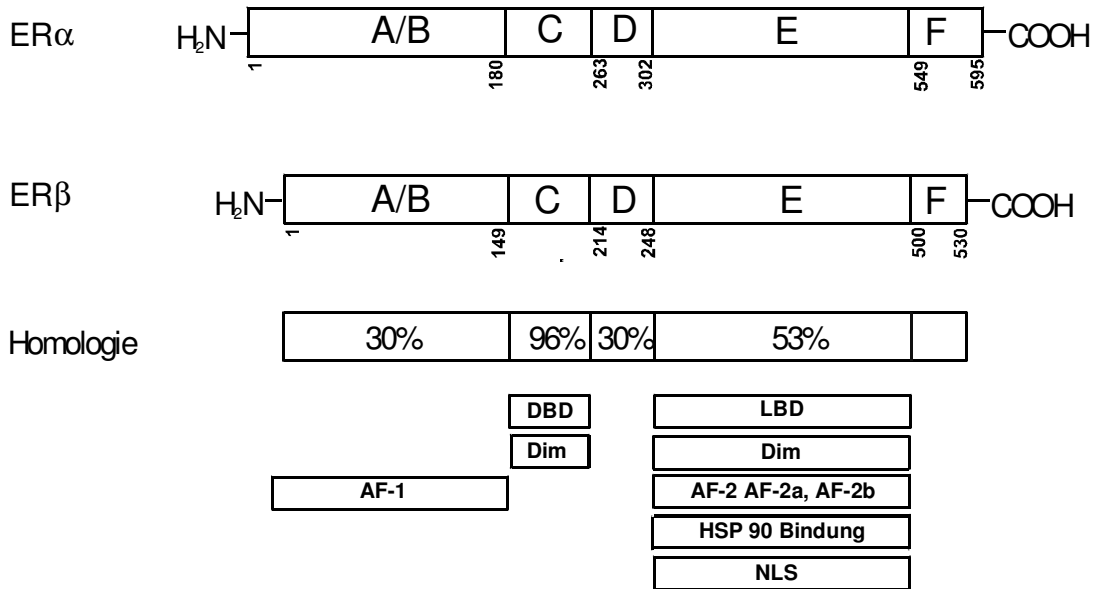 ERα H₂N A/B C D E F COOH
1 180 263 302 549 595
ERβ H₂N A/B C D E F COOH
1 149 214 248 500 530
Homologie 30% 96% 30% 53%
DBD LBD
Dim Dim
AF-1 AF-2 AF-2a, AF-2b
HSP 90 Bindung
NLS